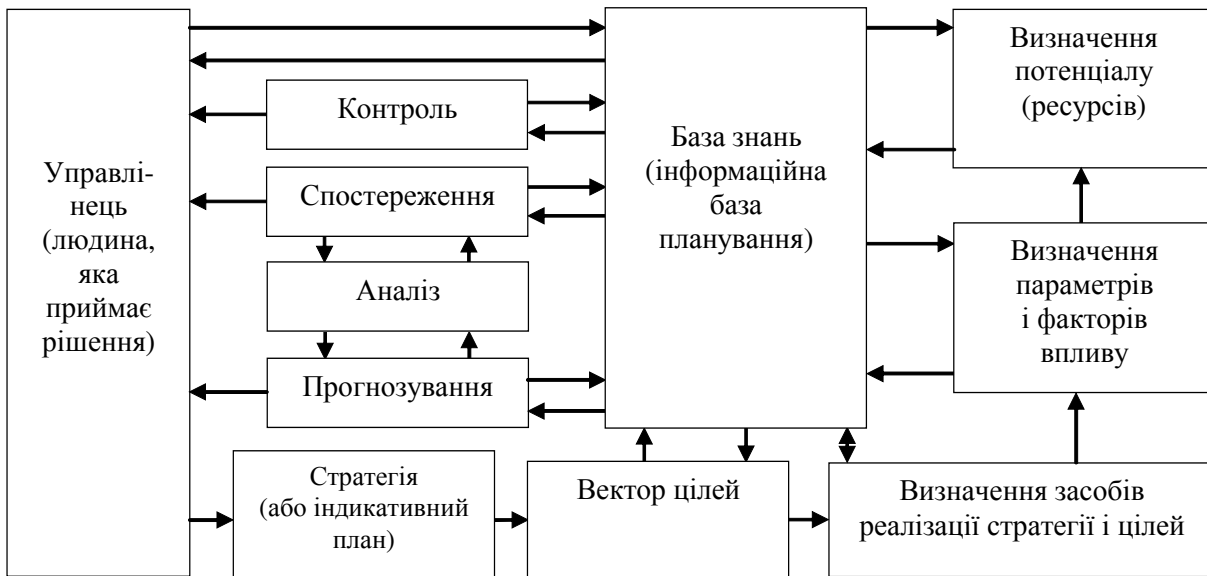 Управлі-
нець
(людина,
яка
приймає
рішення)
Контроль
Спостереження
Аналіз
Прогнозування
База знань
(інформаційна
база
планування)
Визначення
потенціалу
(ресурсів)
Визначення
параметрів
і факторів
впливу
Стратегія
(або індикативний
план)
Вектор цілей
Визначення засобів
реалізації стратегії і цілей